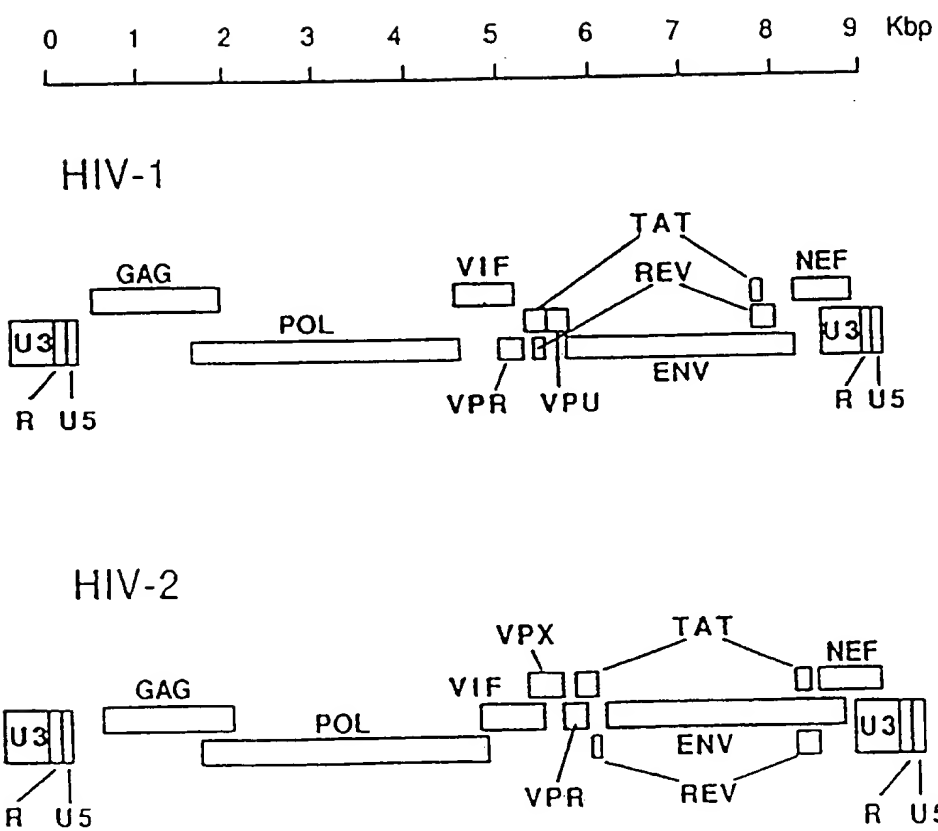 0 1 2 3 4 5 6 7 8 9 Kbp
HIV-1
TAT
GAG VIF REV NEF
U3 POL U3
ENV
R U5 VPR VPU R U5
HIV-2
VPX TAT
GAG VIF NEF
U3 POL ENV U3
VPR REV
R U5 R U5